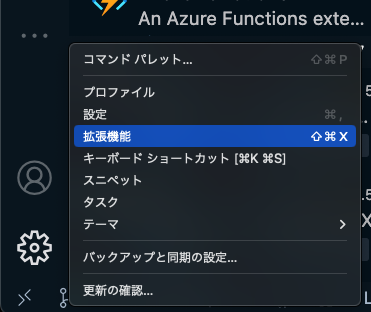 An Azure Functions exte...
コマンド パレット... ⇧⌘P
プロファイル
設定 ⌘,
拡張機能 ⇧⌘X
キーボード ショートカット [⌘K ⌘S]
スニペット
タスク
テーマ
バックアップと同期の設定...
更新の確認...